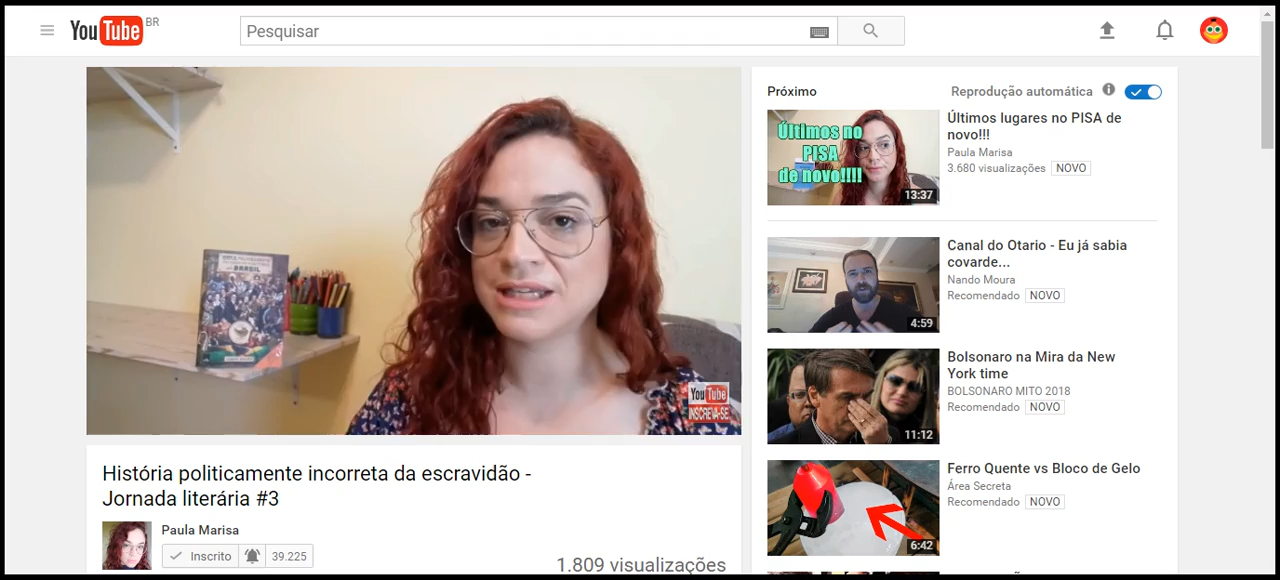 YouTube BR
Pesquisar
YouTube
INSCREVA-SE
História politicamente incorreta da escravidão -
Jornada literária #3
Paula Marisa
Inscrito 39.225
1.809 visualizações
Próximo
Reprodução automática
Últimos no
PISA
de novo!!!!
13:37
Últimos lugares no PISA de
novo!!!
Paula Marisa
3.680 visualizações NOVO
4:59
Canal do Otario - Eu já sabia
covarde...
Nando Moura
Recomendado NOVO
11:12
Bolsonaro na Mira da New
York time
BOLSONARO MITO 2018
Recomendado NOVO
6:42
Ferro Quente vs Bloco de Gelo
Área Secreta
Recomendado NOVO